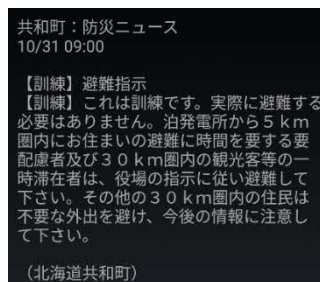 共和町：防災ニュース
10/31 09:00
【訓練】避難指示
【訓練】これは訓練です。実際に避難する
必要はありません。泊発電所から５ｋｍ
圏内にお住まいの避難に時間を要する要
配慮者及び３０ｋｍ圏内の観光客等の一
時滞在者は、役場の指示に従い避難して
下さい。その他の３０ｋｍ圏内の住民は
不要な外出を避け、今後の情報に注意し
て下さい。
（北海道共和町）